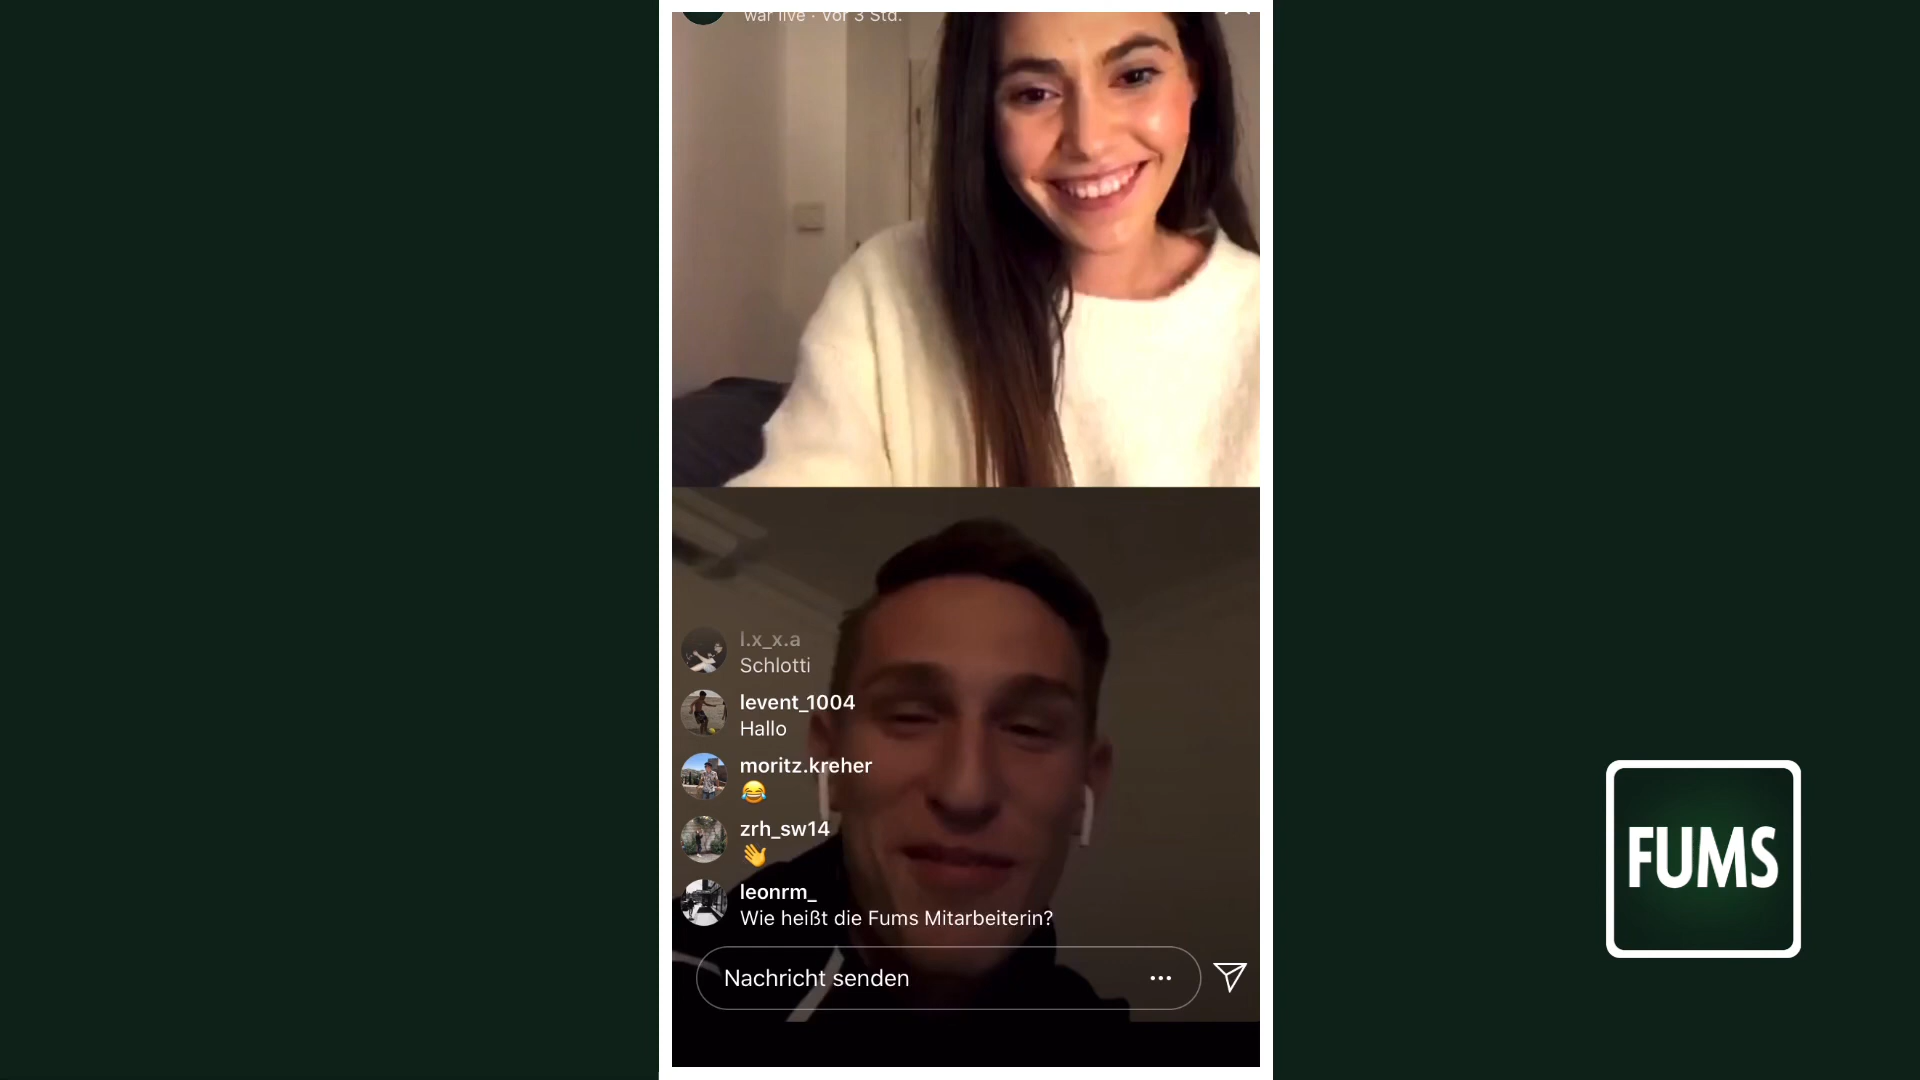 war live · Vor 3 Std.
l.x_x.a
Schlotti
levent_1004
Hallo
moritz.kreher
😂
zrh_sw14
👋
leonrm_
Wie heißt die Fums Mitarbeiterin?
Nachricht senden
FUMS